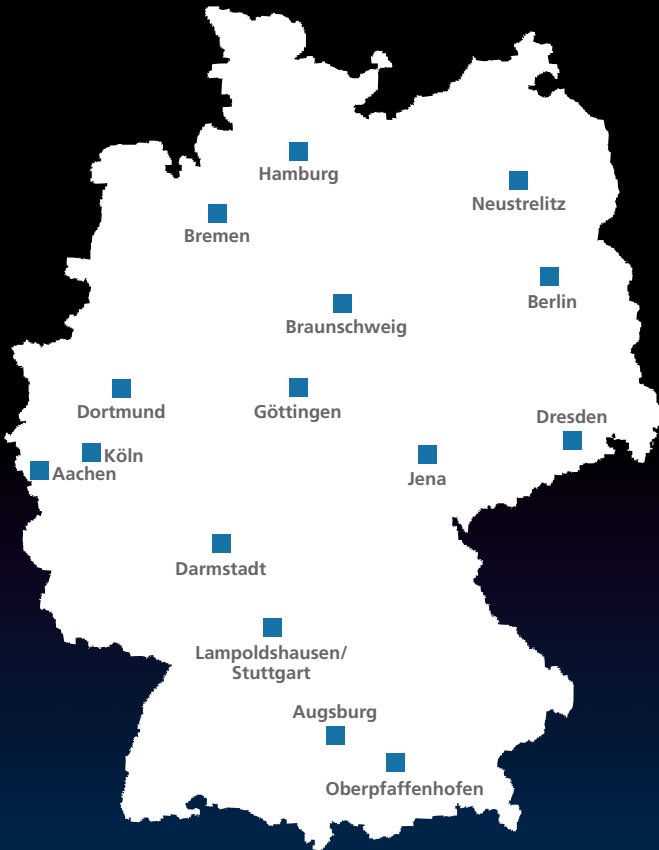 Hamburg
Neustrelitz
Bremen
Berlin
Braunschweig
Dortmund
Göttingen
Dresden
Köln
Aachen
Jena
Darmstadt
Lampoldshausen/
Stuttgart
Augsburg
Oberpfaffenhofen